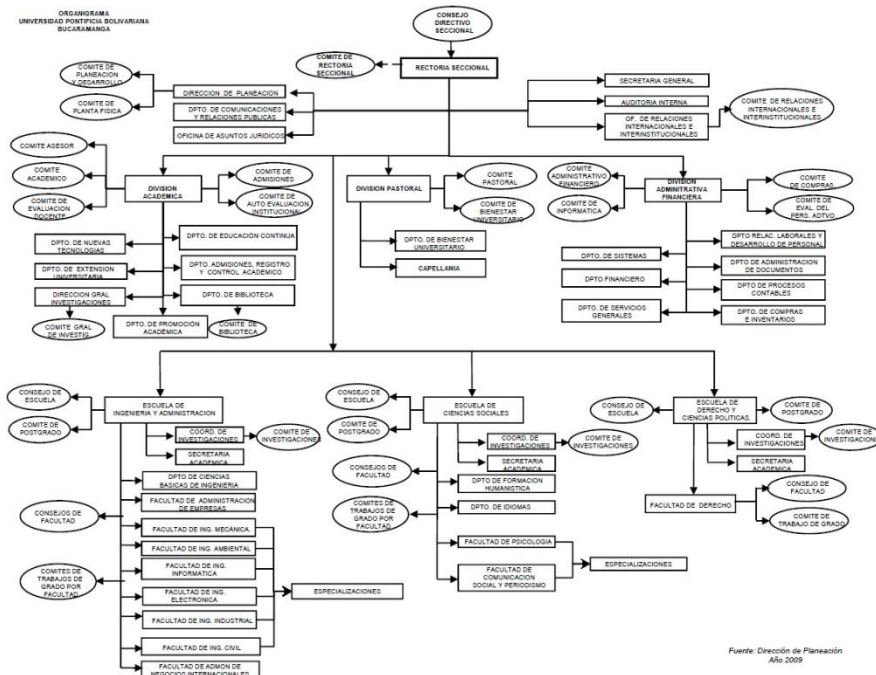 ORGANIGRAMA
UNIVERSIDAD PONTIFICIA BOLIVARIANA
BUCARAMANGA
CONSEJO
DIRECTIVO
SECCIONAL
COMITE DE
RECTORIA
SECCIONAL
RECTORIA SECCIONAL
COMITE DE
PLANEACION
Y DESARROLLO
COMITE DE
PLANTA FISICA
DIRECCION DE PLANEACION
DPTO. DE COMUNICACIONES
Y RELACIONES PUBLICAS
OFICINA DE ASUNTOS JURIDICOS
SECRETARIA GENERAL
AUDITORIA INTERNA
OF. DE RELACIONES
INTERNACIONALES E
INTERINSTITUCIONALES
COMITE DE RELACIONES
INTERNACIONALES E
INTERINSTITUCIONALES
COMITE ASESOR
COMITE
ACADEMICO
COMITE DE
EVALUACION
DOCENTE
DIVISION
ACADEMICA
COMITE DE
ADMISIONES
COMITE DE
AUTO EVALUACION
INSTITUCIONAL
DIVISION PASTORAL
COMITE
PASTORAL
COMITE DE
BIENESTAR
UNIVERSITARIO
COMITE
ADMINISTRATIVO
FINANCIERO
COMITE DE
INFORMATICA
DIVISION
ADMINITRATIVA
FINANCIERA
COMITE
DE COMPRAS
COMITE
DE EVAL. DEL
PERS. ADTVO.
DPTO. DE NUEVAS
TECNOLOGIAS
DPTO. DE EDUCACIÓN CONTINUA
DPTO. DE EXTENSION
UNIVERSITARIA
DPTO. ADMISIONES, REGISTRO
Y CONTROL ACADEMICO
DIRECCION GRAL
INVESTIGACIONES
DPTO. DE BIBLIOTECA
COMITE GRAL
DE INVESTIG.
DPTO. DE PROMOCIÓN
ACADÉMICA
COMITE DE
BIBLIOTECA
DPTO. DE BIENESTAR
UNIVERSITARIO
CAPELLANIA
DPTO. DE SISTEMAS
DPTO FINANCIERO
DPTO. DE SERVICIOS
GENERALES
DPTO RELAC. LABORALES Y
DESARROLLO DE PERSONAL
DPTO DE ADMINISTRACION
DE DOCUMENTOS
DPTO DE PROCESOS
CONTABLES
DPTO. DE COMPRAS
E INVENTARIOS
CONSEJO DE
ESCUELA
COMITE DE
POSTGRADO
ESCUELA DE
INGENIERIA Y ADMINISTRACION
COORD. DE
INVESTIGACIONES
COMITE DE
INVESTIGACIONES
SECRETARIA
ACADEMICA
DPTO DE CIENCIAS
BASICAS DE INGENIERIA
FACULTAD DE ADMINISTRACION
DE EMPRESAS
CONSEJOS DE
FACULTAD
FACULTAD DE ING. MECÁNICA.
FACULTAD DE ING. AMBIENTAL
FACULTAD DE ING.
INFORMATICA
COMITES DE
TRABAJOS DE
GRADO POR
FACULTAD
FACULTAD DE ING.
ELECTRONICA
FACULTAD DE ING. INDUSTRIAL
FACULTAD DE ING. CIVIL
FACULTAD DE ADMON DE
NEGOCIOS INTERNACIONALES
ESPECIALIZACIONES
CONSEJO DE
ESCUELA
COMITE DE
POSTGRADO
ESCUELA DE
CIENCIAS SOCIALES
COORD. DE
INVESTIGACIONES
COMITE DE
INVESTIGACIONES
SECRETARIA
ACADEMICA
CONSEJOS DE
FACULTAD
DPTO DE FORMACION
HUMANISTICA
COMITES DE
TRABAJOS DE
GRADO POR
FACULTAD
DPTO. DE IDIOMAS
FACULTAD DE PSICOLOGIA
FACULTAD DE
COMUNICACION
SOCIAL Y PERIODISMO
ESPECIALIZACIONES
CONSEJO DE
ESCUELA
ESCUELA DE
DERECHO Y
CIENCIAS POLITICAS.
COMITE DE
POSTGRADO
COORD. DE
INVESTIGACIONES
COMITE DE
INVESTIGACIONES
SECRETARIA
ACADEMICA
FACULTAD DE DERECHO
CONSEJO DE
FACULTAD
COMITE DE
TRABAJO DE GRADO
Fuente: Dirección de Planeación
Año 2009